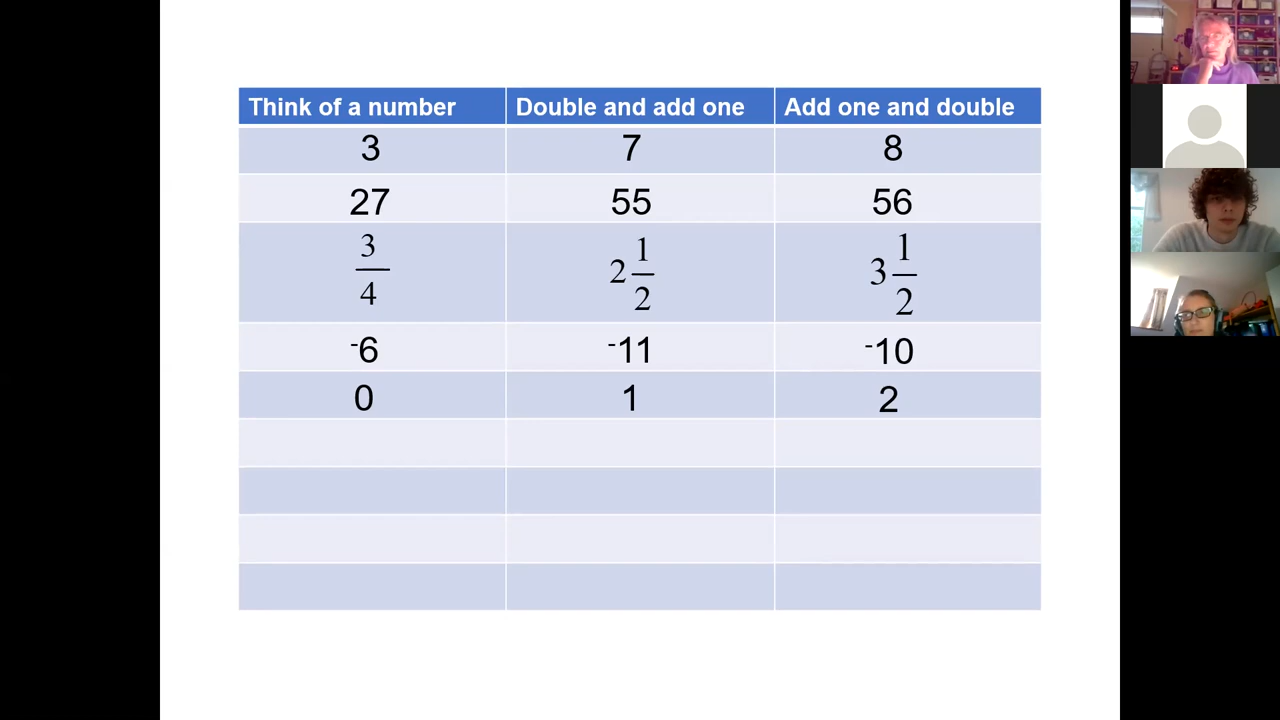 Think of a number Double and add one Add one and double
3 7 8
27 55 56
3/4 2 1/2 3 1/2
-6 -11 -10
0 1 2